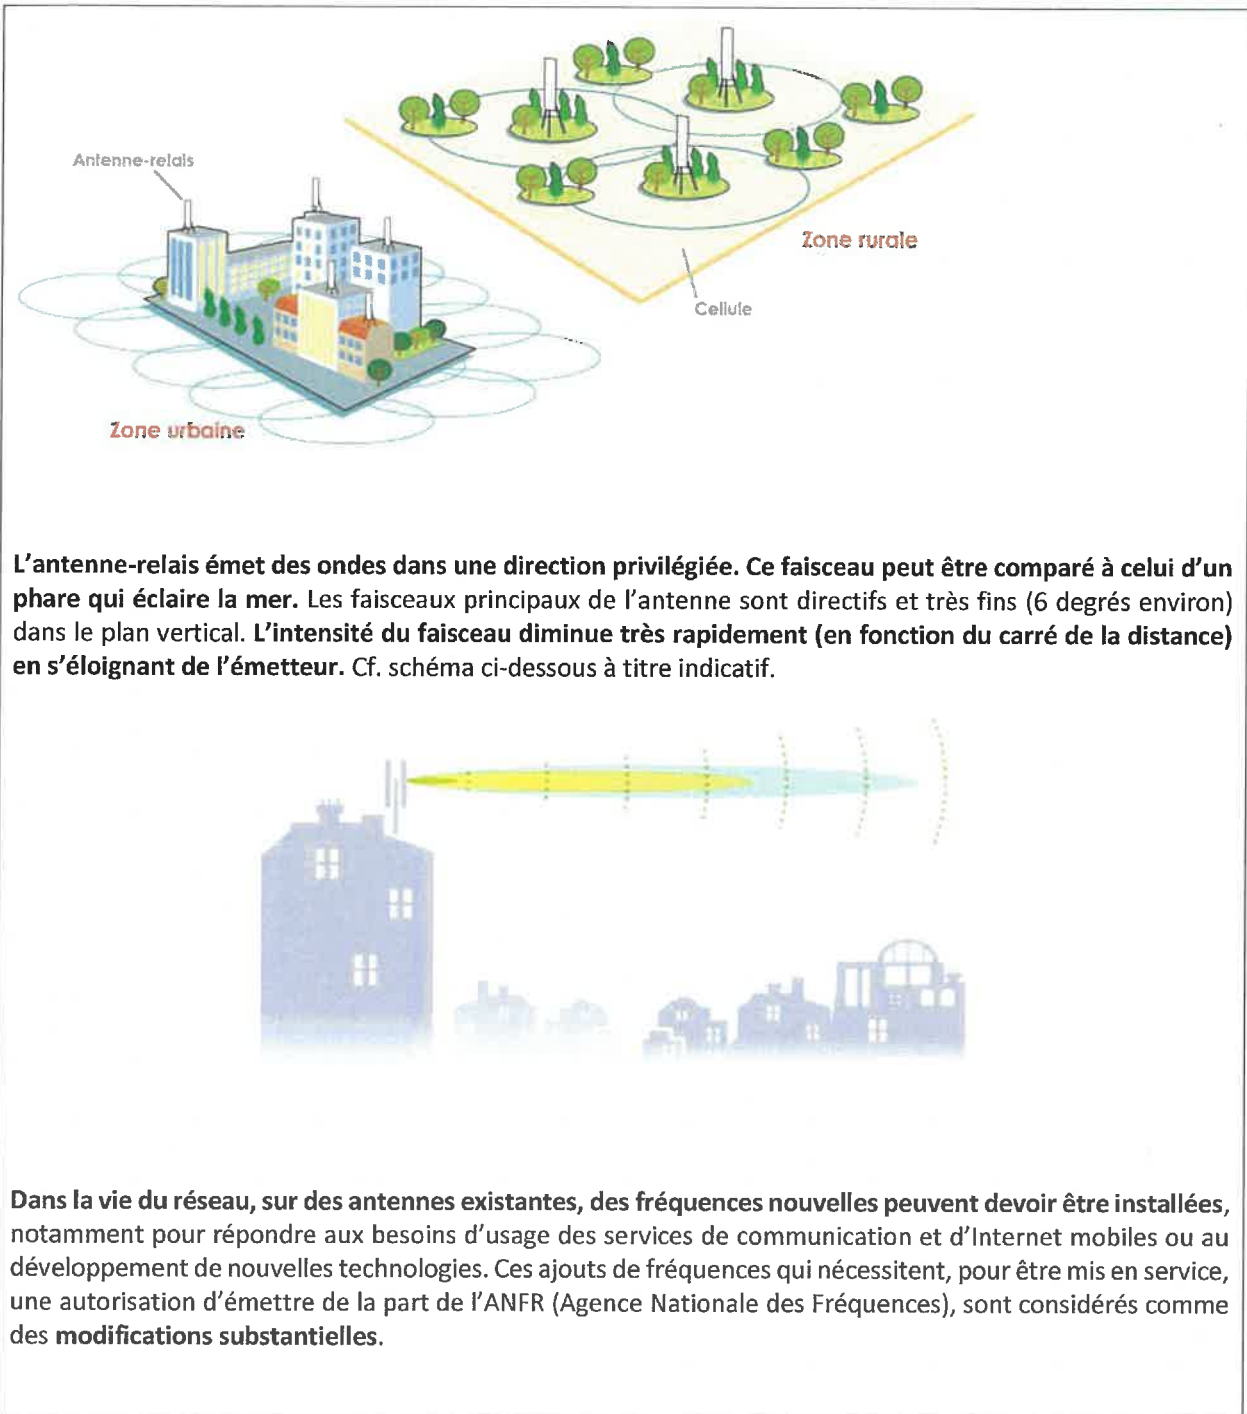 Antenne-relais
Zone rurale
Cellule
Zone urbaine
L'antenne-relais émet des ondes dans une direction privilégiée. Ce faisceau peut être comparé à celui d'un
phare qui éclaire la mer. Les faisceaux principaux de l'antenne sont directifs et très fins (6 degrés environ)
dans le plan vertical. L'intensité du faisceau diminue très rapidement (en fonction du carré de la distance)
en s'éloignant de l'émetteur. Cf. schéma ci-dessous à titre indicatif.
Dans la vie du réseau, sur des antennes existantes, des fréquences nouvelles peuvent devoir être installées,
notamment pour répondre aux besoins d'usage des services de communication et d'Internet mobiles ou au
développement de nouvelles technologies. Ces ajouts de fréquences qui nécessitent, pour être mis en service,
une autorisation d'émettre de la part de l'ANFR (Agence Nationale des Fréquences), sont considérés comme
des modifications substantielles.